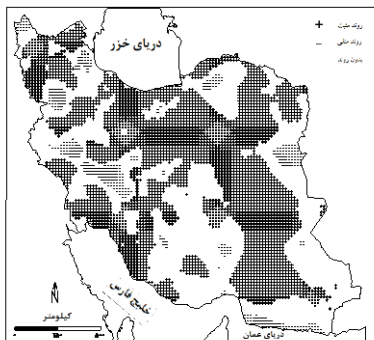 دریای خزر
روند مثبت
روند منفی
بدون روند
خلیج فارس
N
کیلومتر
دریای عمان